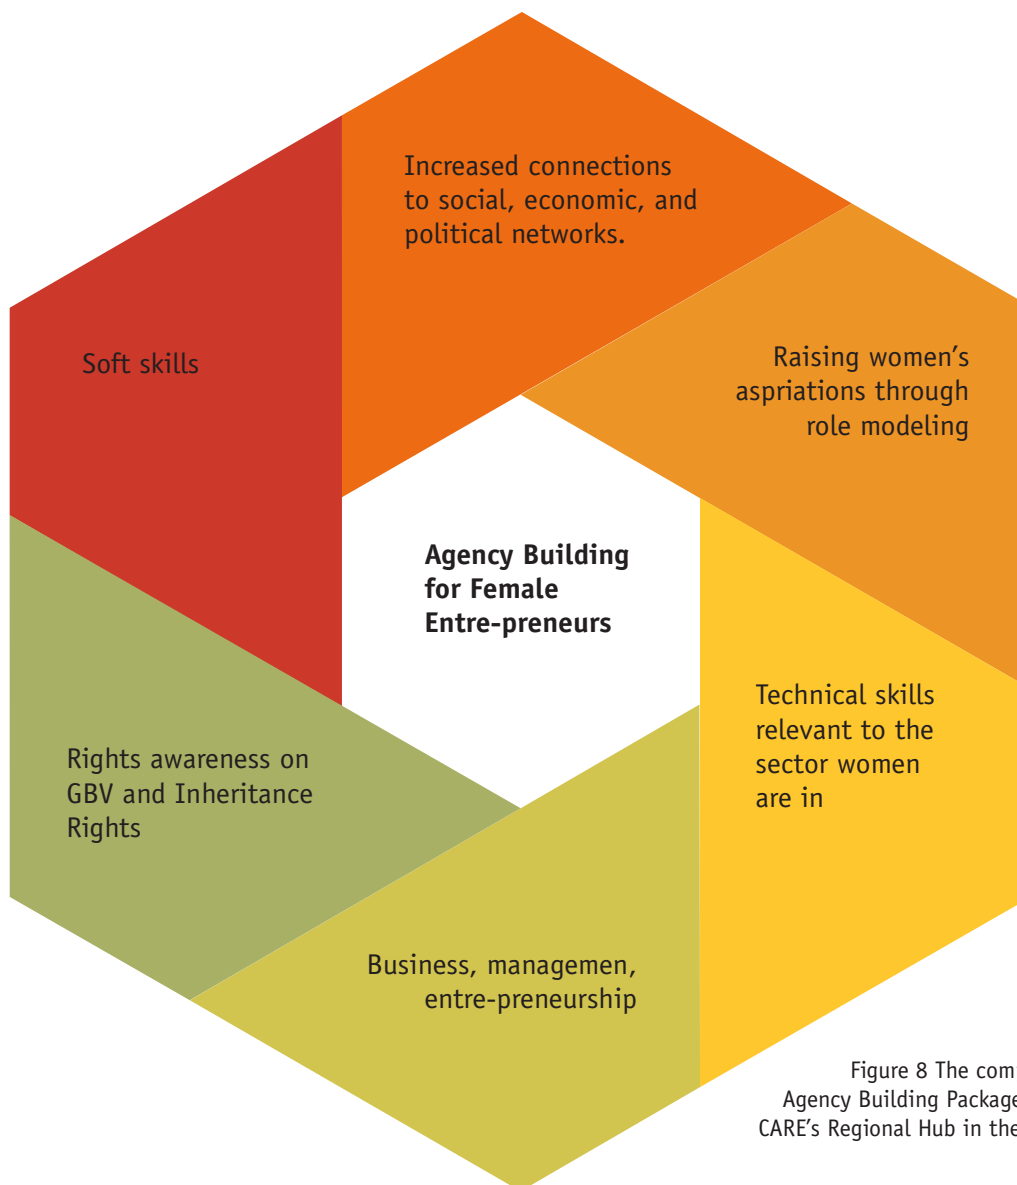 Increased connections
to social, economic, and
political networks.
Soft skills
Raising women's
aspriations through
role modeling
Agency Building
for Female
Entre-preneurs
Technical skills
relevant to the
sector women
are in
Rights awareness on
GBV and Inheritance
Rights
Business, managemen,
entre-preneurship
Figure 8 The com
Agency Building Package
CARE's Regional Hub in the